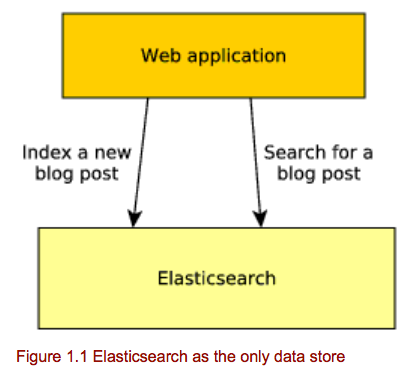 Web application
Index a new
blog post
Search for a
blog post
Elasticsearch
Figure 1.1 Elasticsearch as the only data store